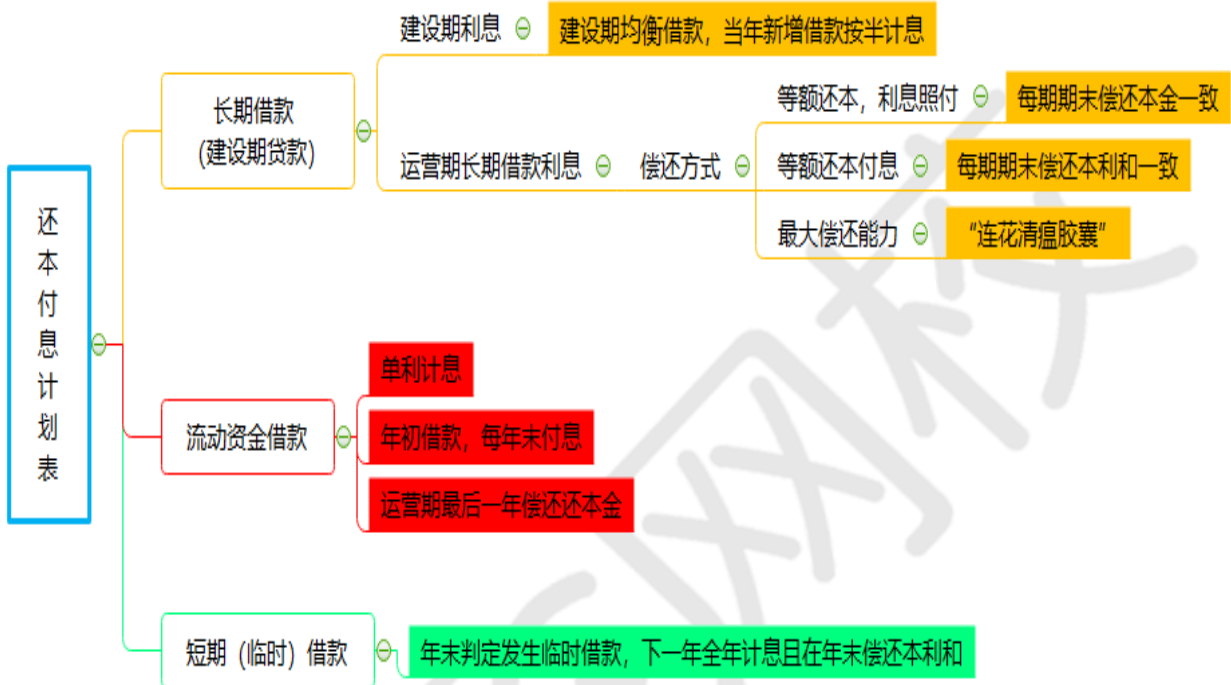 还本付息计划表
长期借款
(建设期贷款)
建设期利息
建设期均衡借款，当年新增借款按半计息
运营期长期借款利息
偿还方式
等额还本，利息照付
每期期末偿还本金一致
等额还本付息
每期期末偿还本利和一致
最大偿还能力
“连花清瘟胶囊”
流动资金借款
单利计息
年初借款，每年末付息
运营期最后一年偿还还本金
短期（临时）借款
年末判定发生临时借款，下一年全年计息且在年末偿还本利和
网校